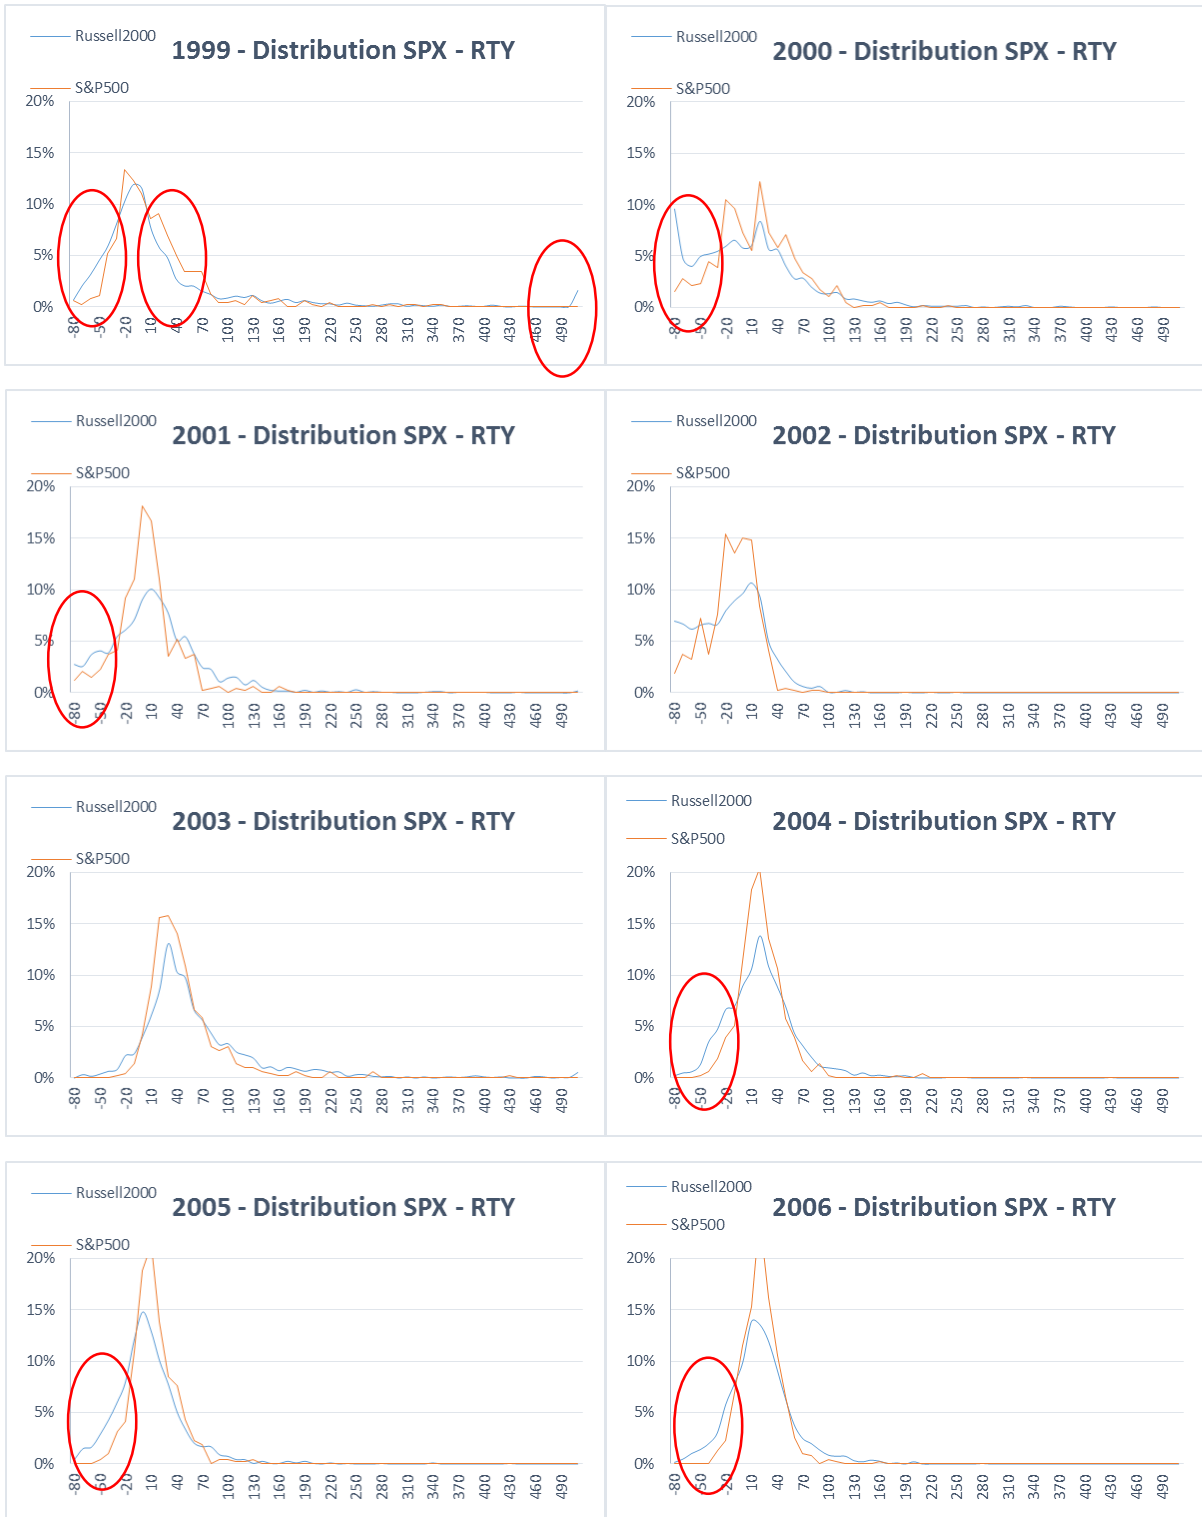 Russell2000
1999 - Distribution SPX - RTY
S&P500
20%
15%
10%
5%
0%
-80 -50 -20 10 40 70 100 130 160 190 220 250 280 310 340 370 400 430 460 490
Russell2000
2000 - Distribution SPX - RTY
S&P500
20%
15%
10%
5%
0%
-80 -50 -20 10 40 70 100 130 160 190 220 250 280 310 340 370 400 430 460 490
Russell2000
2001 - Distribution SPX - RTY
S&P500
20%
15%
10%
5%
0%
-80 -50 -20 10 40 70 100 130 160 190 220 250 280 310 340 370 400 430 460 490
Russell2000
2002 - Distribution SPX - RTY
S&P500
20%
15%
10%
5%
0%
-80 -50 -20 10 40 70 100 130 160 190 220 250 280 310 340 370 400 430 460 490
Russell2000
2003 - Distribution SPX - RTY
S&P500
20%
15%
10%
5%
0%
-80 -50 -20 10 40 70 100 130 160 190 220 250 280 310 340 370 400 430 460 490
Russell2000
2004 - Distribution SPX - RTY
S&P500
20%
15%
10%
5%
0%
-80 -50 -20 10 40 70 100 130 160 190 220 250 280 310 340 370 400 430 460 490
Russell2000
2005 - Distribution SPX - RTY
S&P500
20%
15%
10%
5%
0%
-80 -50 -20 10 40 70 100 130 160 190 220 250 280 310 340 370 400 430 460 490
Russell2000
2006 - Distribution SPX - RTY
S&P500
20%
15%
10%
5%
0%
-80 -50 -20 10 40 70 100 130 160 190 220 250 280 310 340 370 400 430 460 490